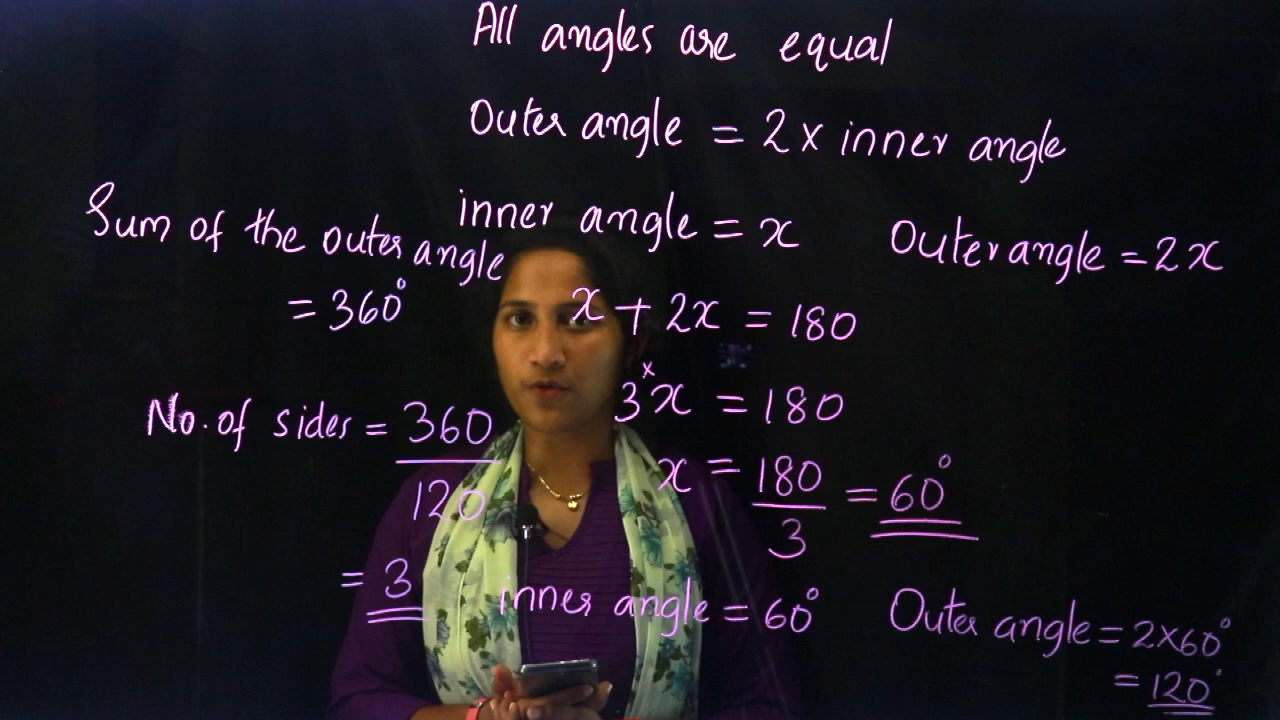 All angles are equal
Outer angle = 2 x inner angle
inner angle = x
Outer angle = 2x
Sum of the outer angle
= 360°
x + 2x = 180
3 × x = 180
x = 180/3 = 60°
No. of sides = 360/120
= 3
inner angle = 60°
Outer angle = 2x60°
= 120°